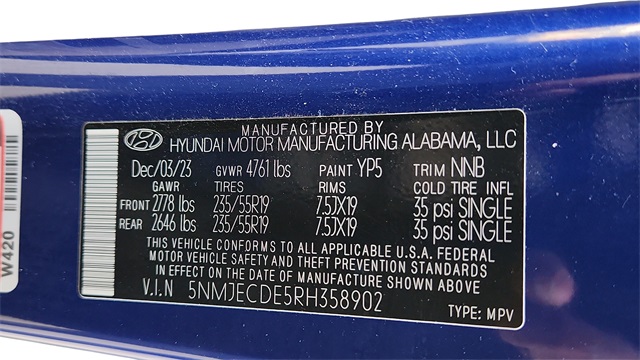 MANUFACTURED BY
HYUNDAI MOTOR MANUFACTURING ALABAMA, LLC
Dec/03/23 GVWR 4761 lbs PAINT YP5 TRIM NNB
GAWR TIRES RIMS COLD TIRE INFL
FRONT 2778 lbs 235/55R19 7.5JX19 35 psi SINGLE
REAR 2646 lbs 235/55R19 7.5JX19 35 psi SINGLE
THIS VEHICLE CONFORMS TO ALL APPLICABLE U.S.A. FEDERAL
MOTOR VEHICLE SAFETY, BUMPER, AND THEFT PREVENTION STANDARDS
IN EFFECT ON THE DATE OF MANUFACTURE SHOWN ABOVE
V.I.N 5NMJECDE5RH358902
TYPE: MPV
W420